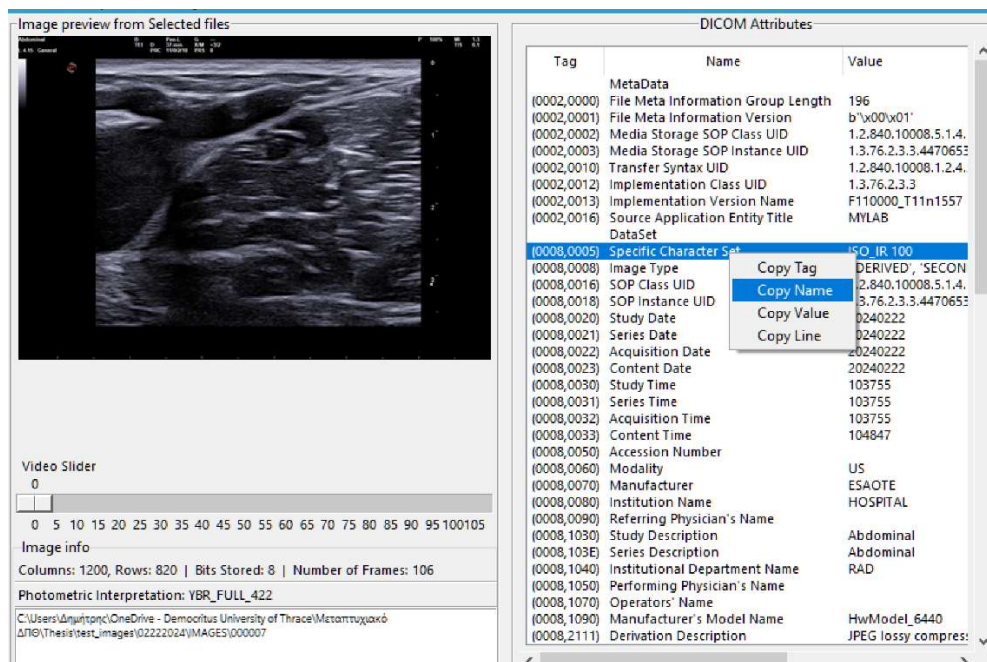 Image preview from Selected files
Abdominal
L 4.15 General
0
1
2
3
Video Slider
0
0 5 10 15 20 25 30 35 40 45 50 55 60 65 70 75 80 85 90 95 100105
Image info
Columns: 1200, Rows: 820 | Bits Stored: 8 | Number of Frames: 106
Photometric Interpretation: YBR_FULL_422
C:\Users\Δημήτρης\OneDrive - Democritus University of Thrace\Μεταπτυχιακό
ΔΠΘ\Thesis\test_images\02222024\IMAGES\000007
DICOM Attributes
Tag Name Value
MetaData
(0002,0000) File Meta Information Group Length 196
(0002,0001) File Meta Information Version b'\x00\x01'
(0002,0002) Media Storage SOP Class UID 1.2.840.10008.5.1.4.
(0002,0003) Media Storage SOP Instance UID 1.3.76.2.3.3.4470653
(0002,0010) Transfer Syntax UID 1.2.840.10008.1.2.4.
(0002,0012) Implementation Class UID 1.3.76.2.3.3
(0002,0013) Implementation Version Name F110000_T11n1557
(0002,0016) Source Application Entity Title MYLAB
DataSet
(0008,0005) Specific Character Set ISO_IR 100
(0008,0008) Image Type DERIVED', 'SECON
(0008,0016) SOP Class UID 1.2.840.10008.5.1.4.
(0008,0018) SOP Instance UID 1.3.76.2.3.3.4470653
(0008,0020) Study Date 20240222
(0008,0021) Series Date 20240222
(0008,0022) Acquisition Date 20240222
(0008,0023) Content Date 20240222
(0008,0030) Study Time 103755
(0008,0031) Series Time 103755
(0008,0032) Acquisition Time 103755
(0008,0033) Content Time 104847
(0008,0050) Accession Number
(0008,0060) Modality US
(0008,0070) Manufacturer ESAOTE
(0008,0080) Institution Name HOSPITAL
(0008,0090) Referring Physician's Name
(0008,1030) Study Description Abdominal
(0008,103E) Series Description Abdominal
(0008,1040) Institutional Department Name RAD
(0008,1050) Performing Physician's Name
(0008,1070) Operators' Name
(0008,1090) Manufacturer's Model Name HwModel_6440
(0008,2111) Derivation Description JPEG lossy compres
Copy Tag
Copy Name
Copy Value
Copy Line